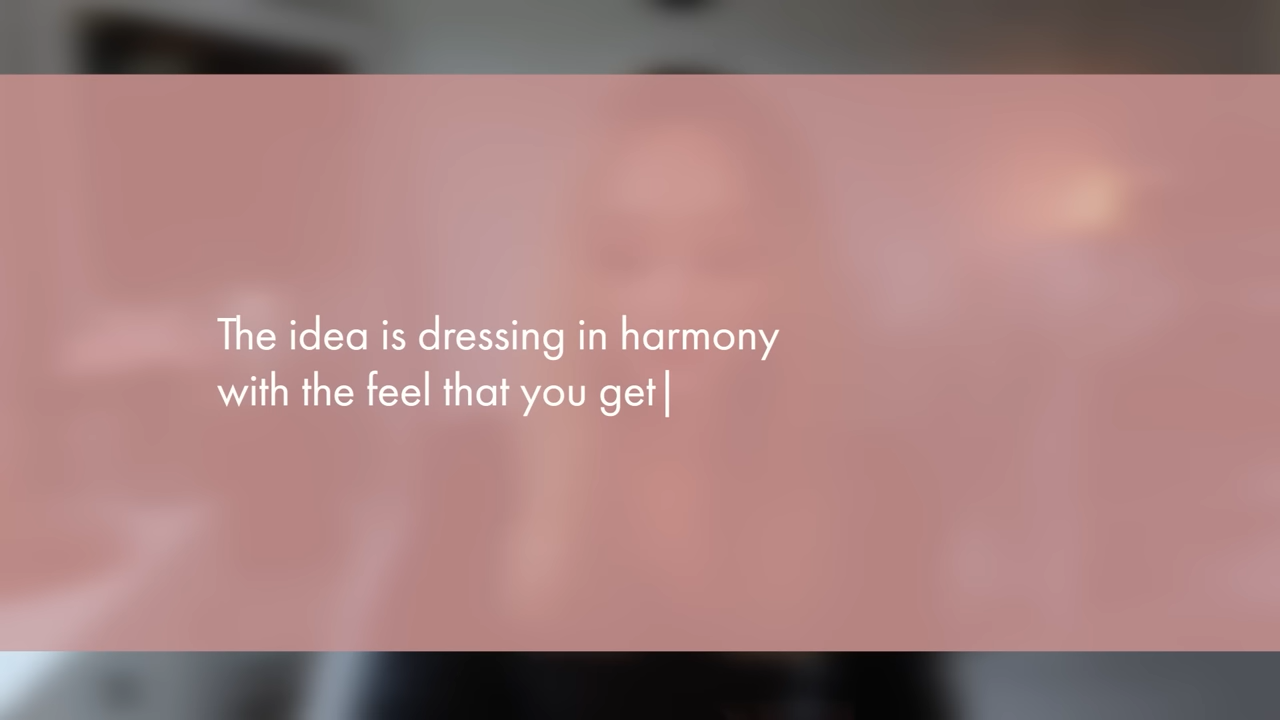 The idea is dressing in harmony
with the feel that you get|